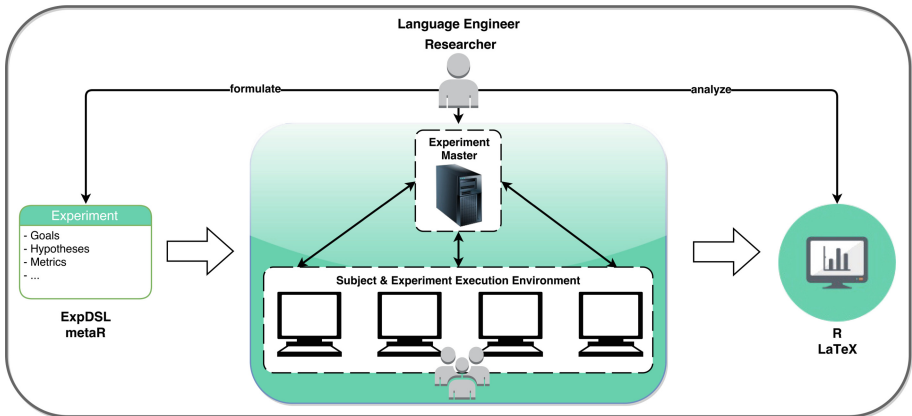 Language Engineer
Researcher
formulate
analyze
Experiment
Master
Experiment
- Goals
- Hypotheses
- Metrics
- ...
Subject & Experiment Execution Environment
ExpDSL
metaR
R
LaTeX